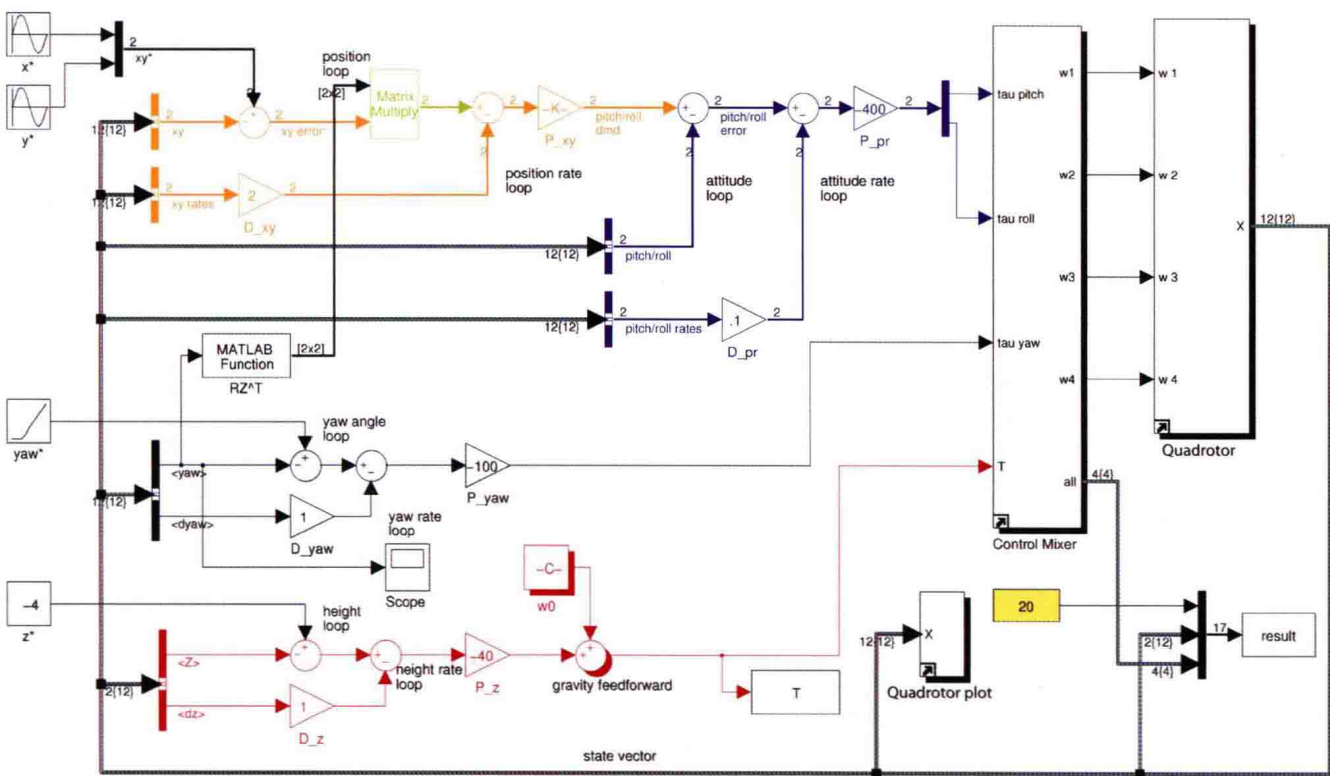 x*
y*
2
xy*
2
12{12}
2
xy
2
xy error
position
loop
[2x2]
Matrix
Multiply
2
2
–K–
P_xy
2
pitch/roll
dmd
2
pitch/roll
error
2
2
–400
P_pr
2
12{12}
2
xy rates
2
D_xy
2
2
position rate
loop
2
attitude
loop
2
attitude rate
loop
12{12}
2
pitch/roll
12{12}
2
pitch/roll rates
.1
D_pr
2
MATLAB
Function
RZ^T
[2x2]
tau pitch
tau roll
tau yaw
T
w1
w2
w3
w4
all
Control Mixer
w 1
w 2
w 3
w 4
X
Quadrotor
12{12}
4{4}
yaw*
12{12}
<yaw>
<dyaw>
yaw angle
loop
1
D_yaw
yaw rate
loop
–100
P_yaw
Scope
–4
z*
<Z>
<dz>
height
loop
1
D_z
height rate
loop
–40
P_z
–C–
w0
gravity feedforward
T
X
Quadrotor plot
20
2{12}
4{4}
17
result
state vector